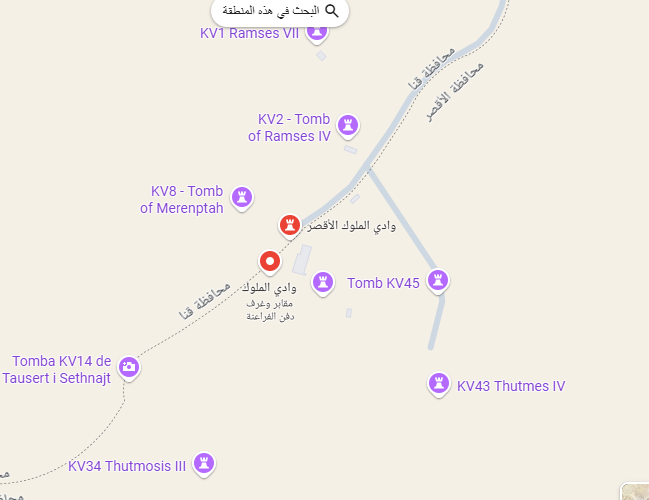 البحث في هذه المنطقة
KV1 Ramses VII
محافظة قنا
محافظة الأقصر
KV2 - Tomb
of Ramses IV
KV8 - Tomb
of Merenptah
وادي الملوك الأقصر
وادي الملوك
مقابر وغرف
دفن الفراعنة
Tomb KV45
محافظة قنا
Tomba KV14 de
Tausert i Sethnajt
KV43 Thutmes IV
KV34 Thutmosis III